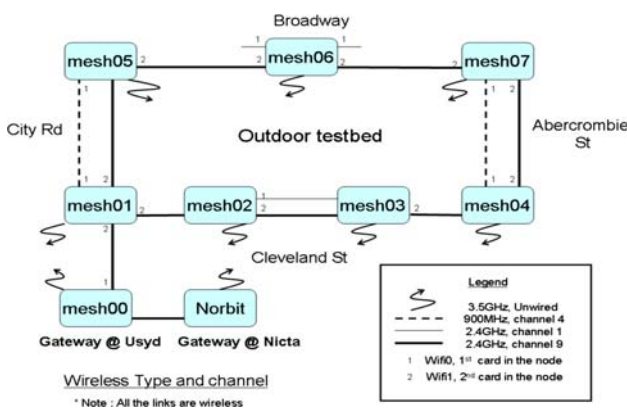 Broadway
1 1
mesh05 mesh06 mesh07
2 2 2 2
1 2 1 2
City Rd
Outdoor testbed
Abercrombie
St
1 2 1 2
mesh01 mesh02 mesh03 mesh04
1
2 2 2
2
Cleveland St
1
mesh00 Norbit
Gateway @ Usyd Gateway @ Nicta
Legend
3.5GHz, Unwired
900MHz, channel 4
2.4GHz, channel 1
2.4GHz, channel 9
1 Wifi0, 1st card in the node
2 Wifi1, 2nd card in the node
Wireless Type and channel
* Note : All the links are wireless